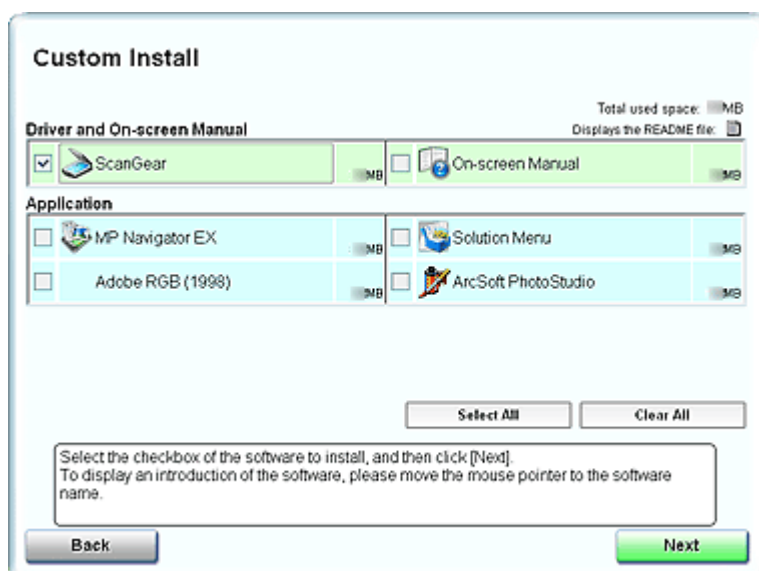 Custom Install
Total used space: MB
Driver and On-screen Manual
Displays the README file:
ScanGear MB
On-screen Manual MB
Application
MP Navigator EX MB
Solution Menu MB
Adobe RGB (1998) MB
ArcSoft PhotoStudio MB
Select All
Clear All
Select the checkbox of the software to install, and then click [Next].
To display an introduction of the software, please move the mouse pointer to the software
name.
Back
Next